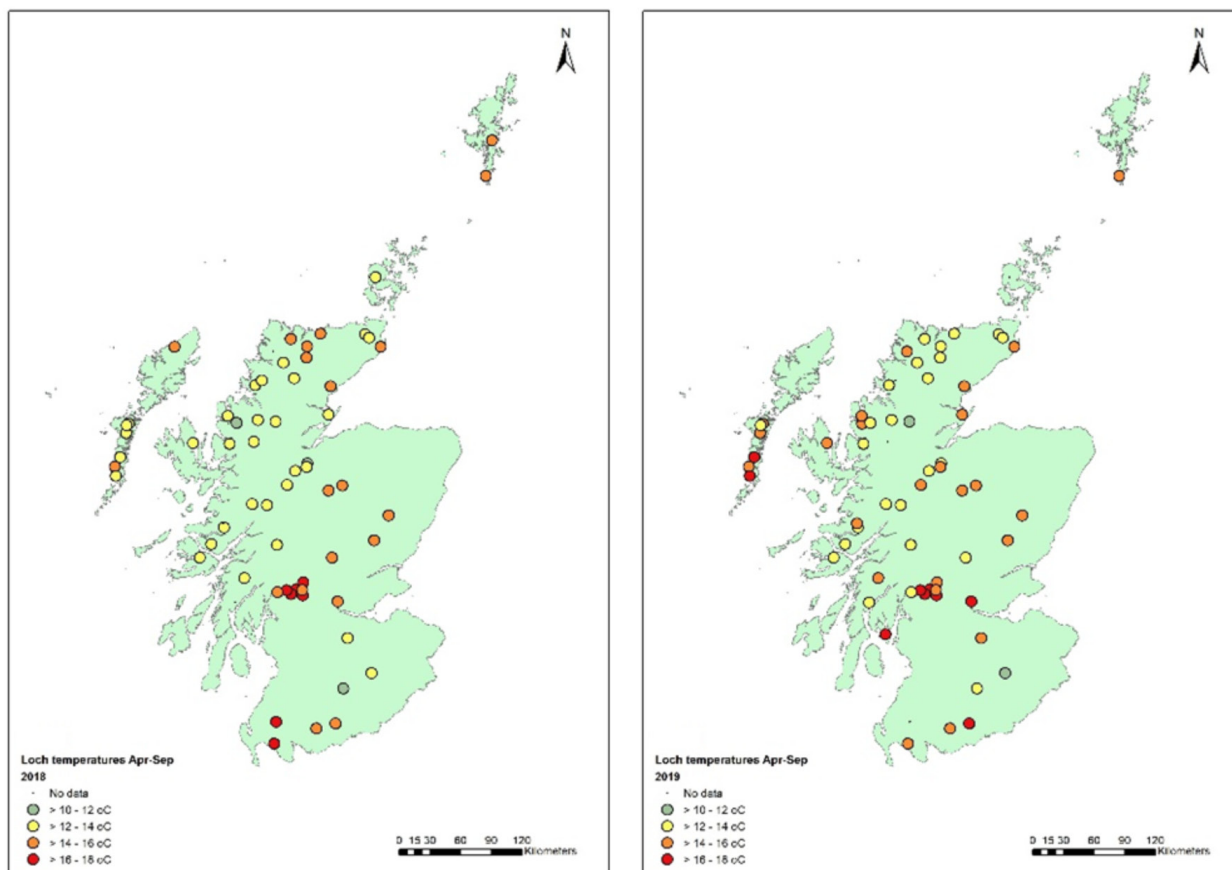 N
Loch temperatures Apr-Sep
2018
No data
> 10 - 12 oC
> 12 - 14 oC
> 14 - 16 oC
> 16 - 18 oC
0 15 30 60 90 120
Kilometers
N
Loch temperatures Apr-Sep
2019
No data
> 10 - 12 oC
> 12 - 14 oC
> 14 - 16 oC
> 16 - 18 oC
0 15 30 60 90 120
Kilometers